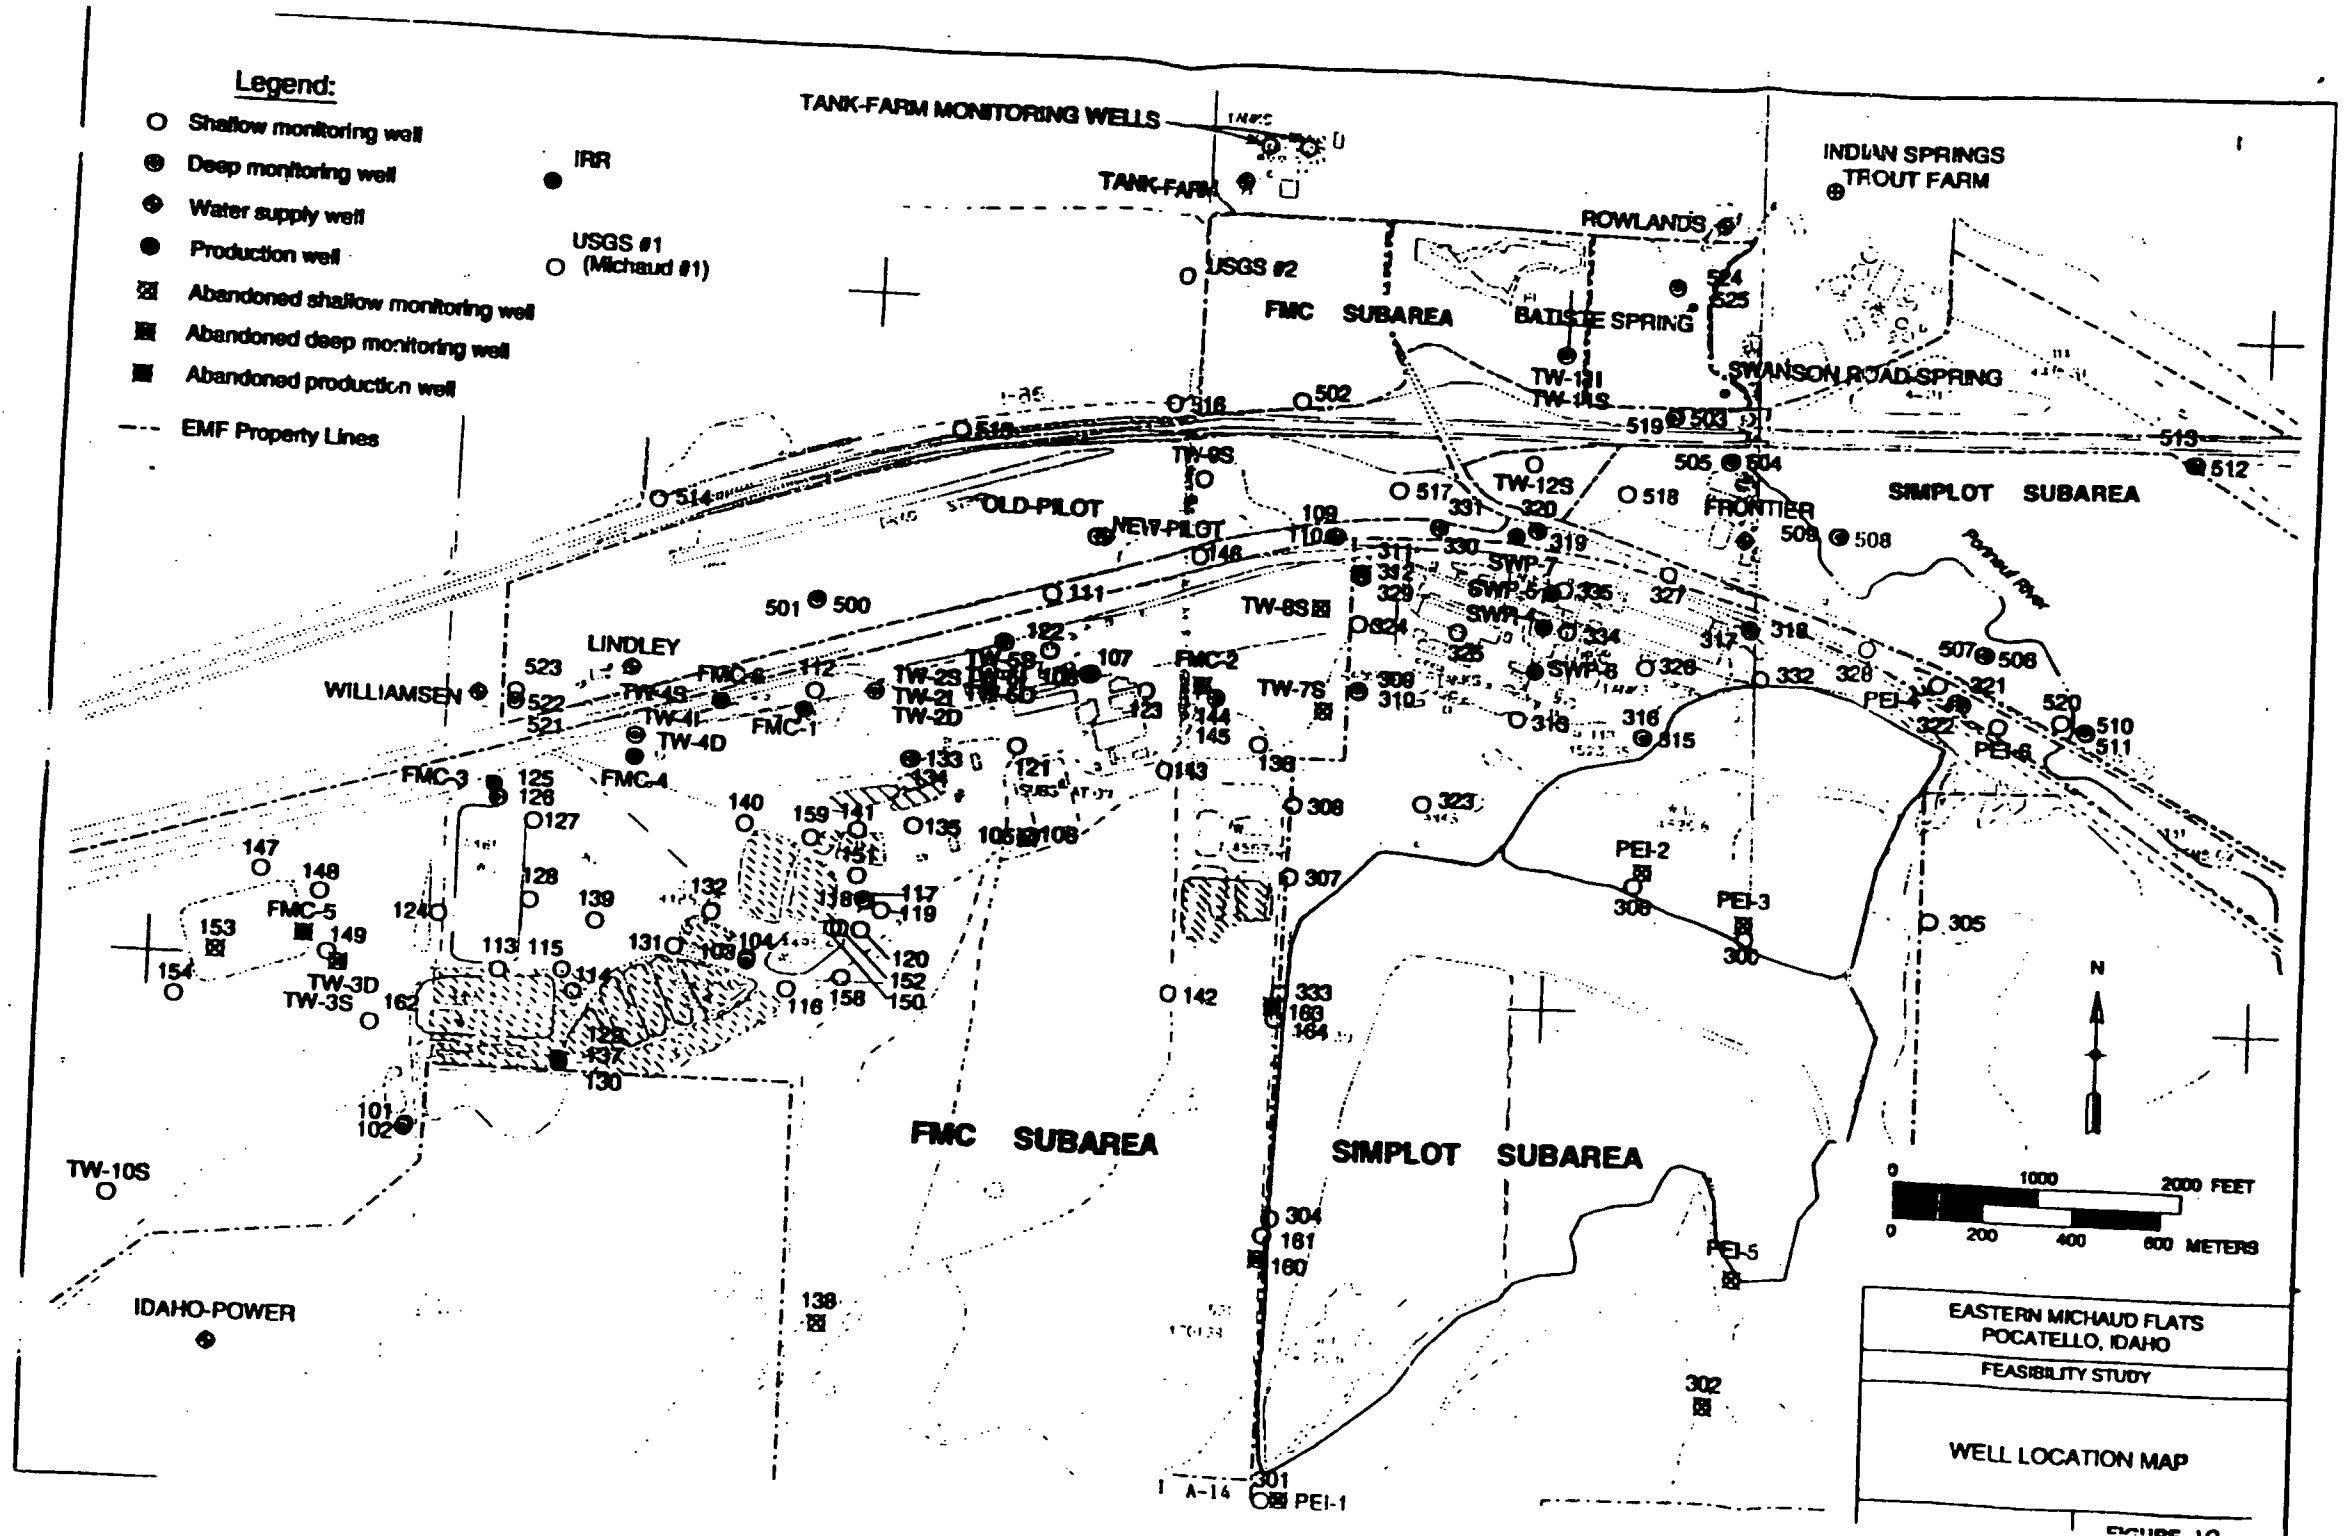 Legend:
Shallow monitoring well
Deep monitoring well
Water supply well
Production well
Abandoned shallow monitoring well
Abandoned deep monitoring well
Abandoned production well
EMF Property Lines
IRR
USGS #1
(Michaud #1)
TANK-FARM MONITORING WELLS
TANK-FARM
INDIAN SPRINGS
TROUT FARM
ROWLANDS
USGS #2
524
525
FMC SUBAREA
BATISTE SPRING
SWANSON ROAD SPRING
TW-11I
TW-11S
I-86
516
502
519
503
513
512
TW-9S
505
504
514
517
TW-12S
518
SIMPLOT SUBAREA
FRONTIER
OLD-PILOT
NEW-PILOT
109
110
331
330
320
319
509
508
Portneuf River
146
311
312
329
SWP-7
SWP-5
335
327
111
501
500
TW-8S
324
SWP-4
334
317
318
122
LINDLEY
325
328
507
506
523
522
521
WILLIAMSEN
TW-4S
TW-4I
TW-4D
112
FMC-1
TW-2S
TW-2I
TW-2D
107
123
FMC-2
144
145
TW-7S
309
310
SWP-6
326
332
316
315
PEI-4
321
322
PEI-6
520
510
511
FMC-3
125
126
FMC-4
133
134
121
143
136
127
140
159
141
135
108
308
323
147
148
128
139
132
151
117
118
119
307
PEI-2
306
FMC-5
153
124
149
PEI-3
300
305
154
113
115
114
131
103
104
120
152
150
158
116
142
TW-3D
TW-3S
162
333
163
164
N
129
137
130
101
102
FMC SUBAREA
SIMPLOT SUBAREA
TW-10S
0 1000 2000 FEET
0 200 400 600 METERS
304
161
160
PEI-5
IDAHO-POWER
138
302
301
A-14
PEI-1
EASTERN MICHAUD FLATS
POCATELLO, IDAHO
FEASIBILITY STUDY
WELL LOCATION MAP